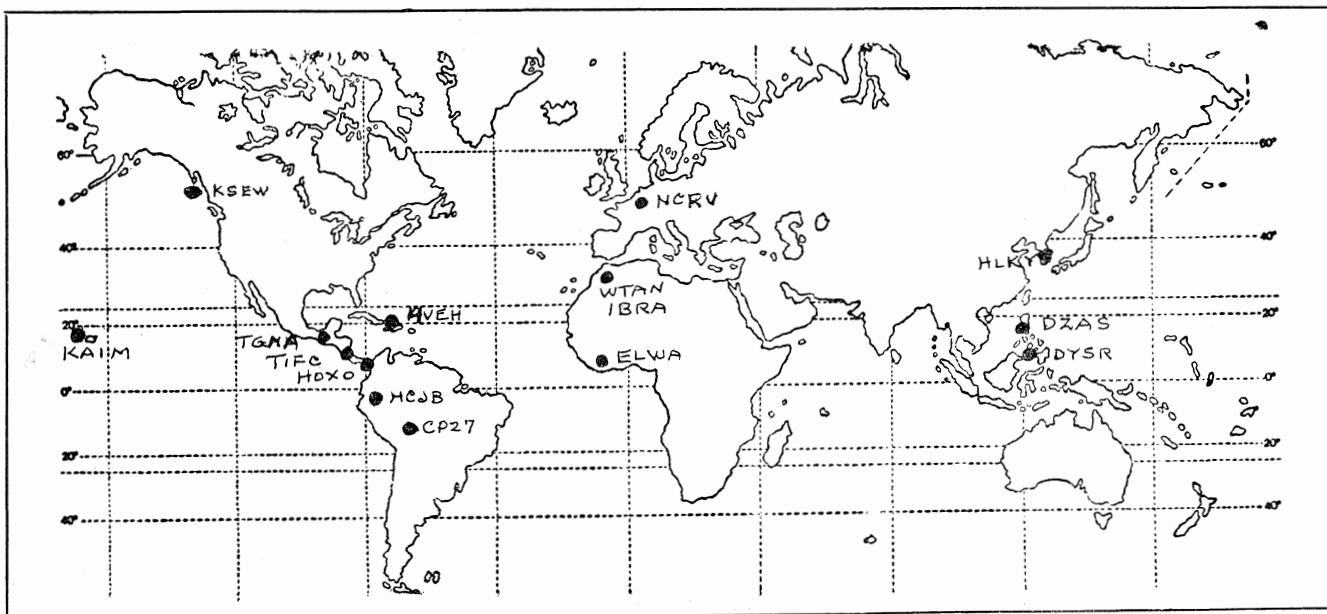 60°
60°
KSEW
NCRV
40°
40°
HLKY
WTAN
IBRA
20°
20°
4VEH
DZAS
KAIM
TGNA
TIFC
HOXO
ELWA
DYSR
0°
0°
HCJB
CP27
20°
20°
40°
40°